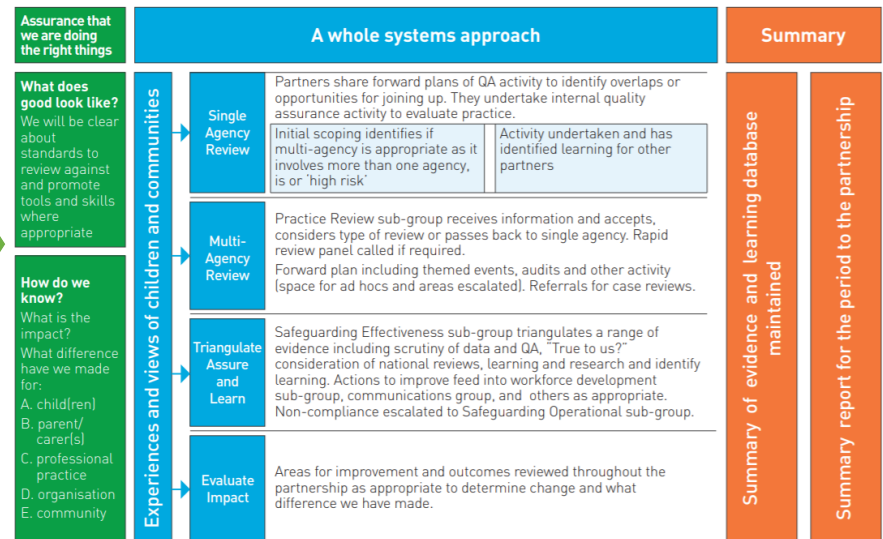 Assurance that
we are doing
the right things
A whole systems approach
Summary
What does
good look like?
We will be clear
about
standards to
review against
and promote
tools and skills
where
appropriate
How do we
know?
What is the
impact?
What difference
have we made
for:
A. child(ren)
B. parent/
carer(s)
C. professional
practice
D. organisation
E. community
Experiences and views of children and communities
Single
Agency
Review
Partners share forward plans of QA activity to identify overlaps or
opportunities for joining up. They undertake internal quality
assurance activity to evaluate practice.
Initial scoping identifies if
multi-agency is appropriate as it
involves more than one agency,
is or ‘high risk’
Activity undertaken and has
identified learning for other
partners
Multi-
Agency
Review
Practice Review sub-group receives information and accepts,
considers type of review or passes back to single agency. Rapid
review panel called if required.
Forward plan including themed events, audits and other activity
(space for ad hocs and areas escalated). Referrals for case reviews.
Triangulate
Assure
and
Learn
Safeguarding Effectiveness sub-group triangulates a range of
evidence including scrutiny of data and QA, “True to us?”
consideration of national reviews, learning and research and identify
learning. Actions to improve feed into workforce development
sub-group, communications group, and others as appropriate.
Non-compliance escalated to Safeguarding Operational sub-group.
Evaluate
Impact
Areas for improvement and outcomes reviewed throughout the
partnership as appropriate to determine change and what
difference we have made.
Summary of evidence and learning database
maintained
Summary report for the period to the partnership